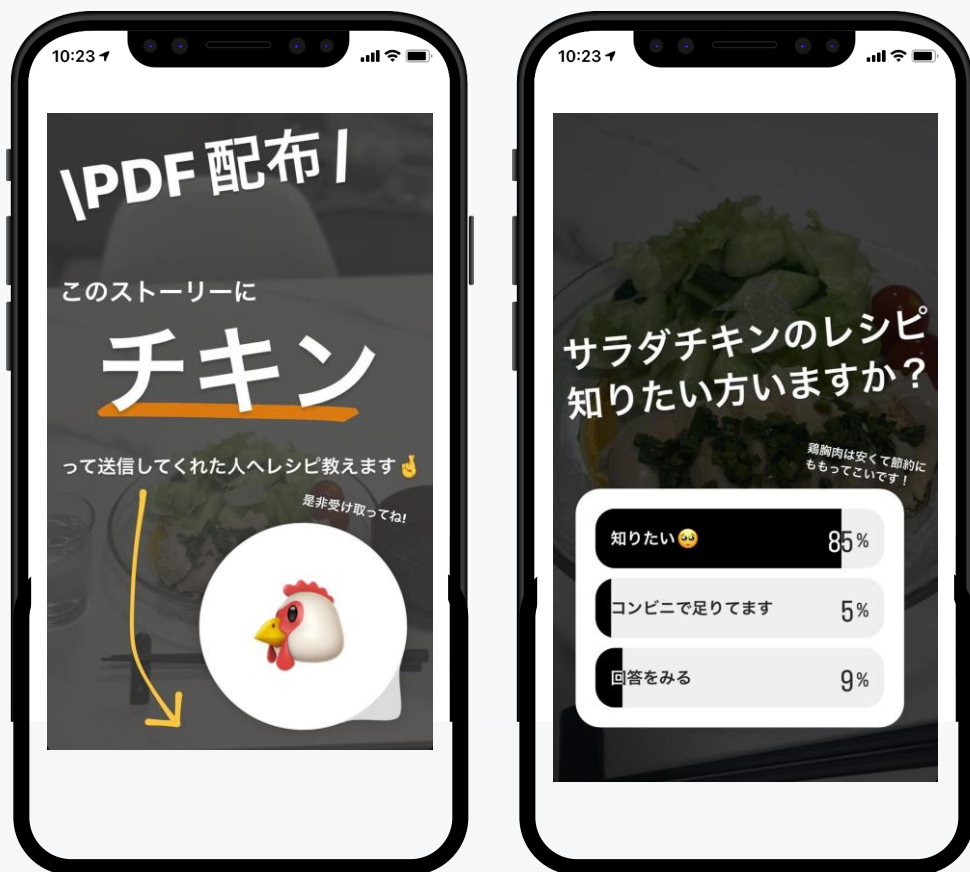 10:23
\PDF 配布 /
このストーリーに
チキン
って送信してくれた人へレシピ教えます🤞
是非受け取ってね!
10:23
サラダチキンのレシピ
知りたい方いますか？
鶏胸肉は安くて節約に
ももってこいです！
知りたい🥺 85%
コンビニで足りてます 5%
回答をみる 9%